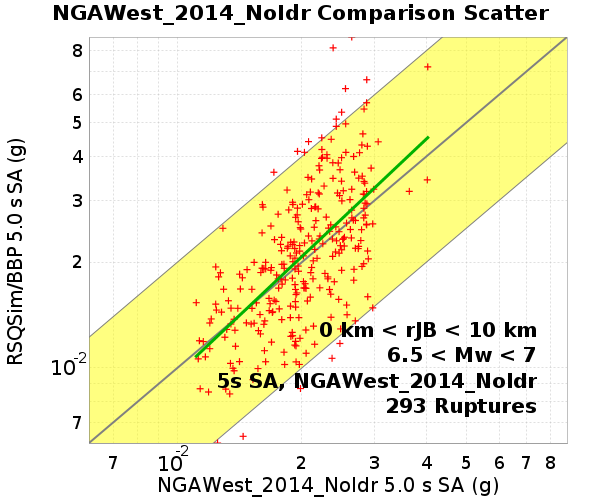 NGAWest_2014_NoIdr Comparison Scatter
RSQSim/BBP 5.0 s SA (g)
8
6
5
4
3
2
10-2
7
0 km < rJB < 10 km
6.5 < Mw < 7
5s SA, NGAWest_2014_NoIdr
293 Ruptures
7 10-2 2 3 4 5 6 7 8
NGAWest_2014_NoIdr 5.0 s SA (g)